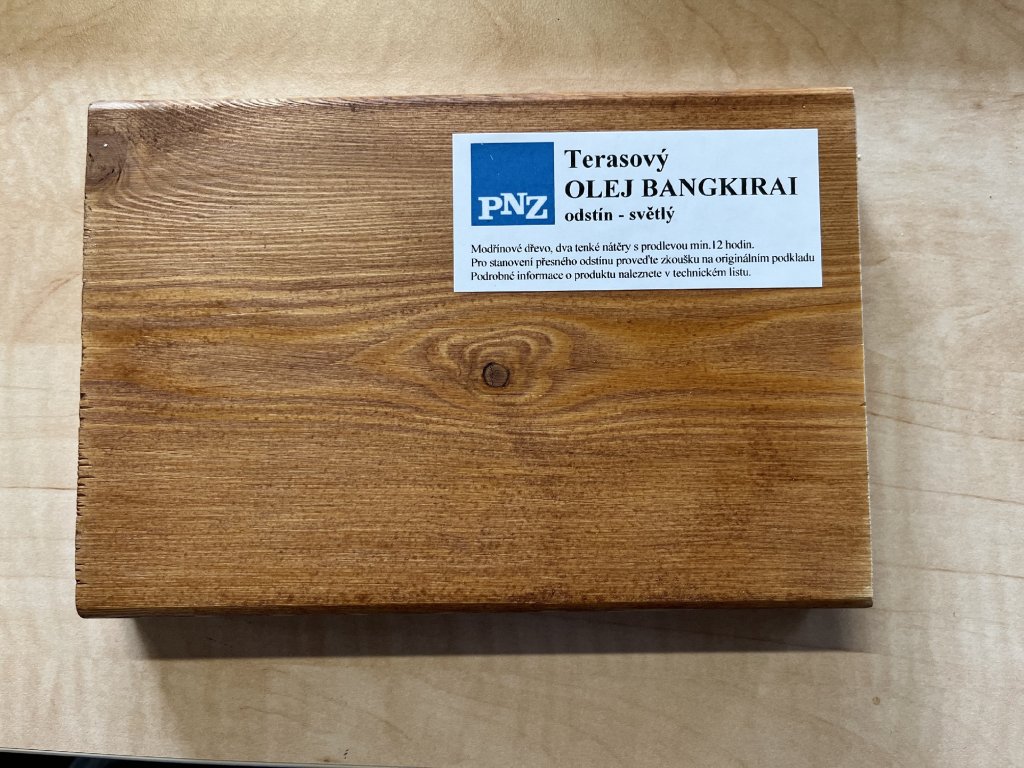 PNZ
Terasový
OLEJ BANGKIRAI
odstín - světlý
Modřínové dřevo, dva tenké nátěry s prodlevou min.12 hodin.
Pro stanovení přesného odstínu proveďte zkoušku na originálním podkladu
Podrobné informace o produktu naleznete v technickém listu.